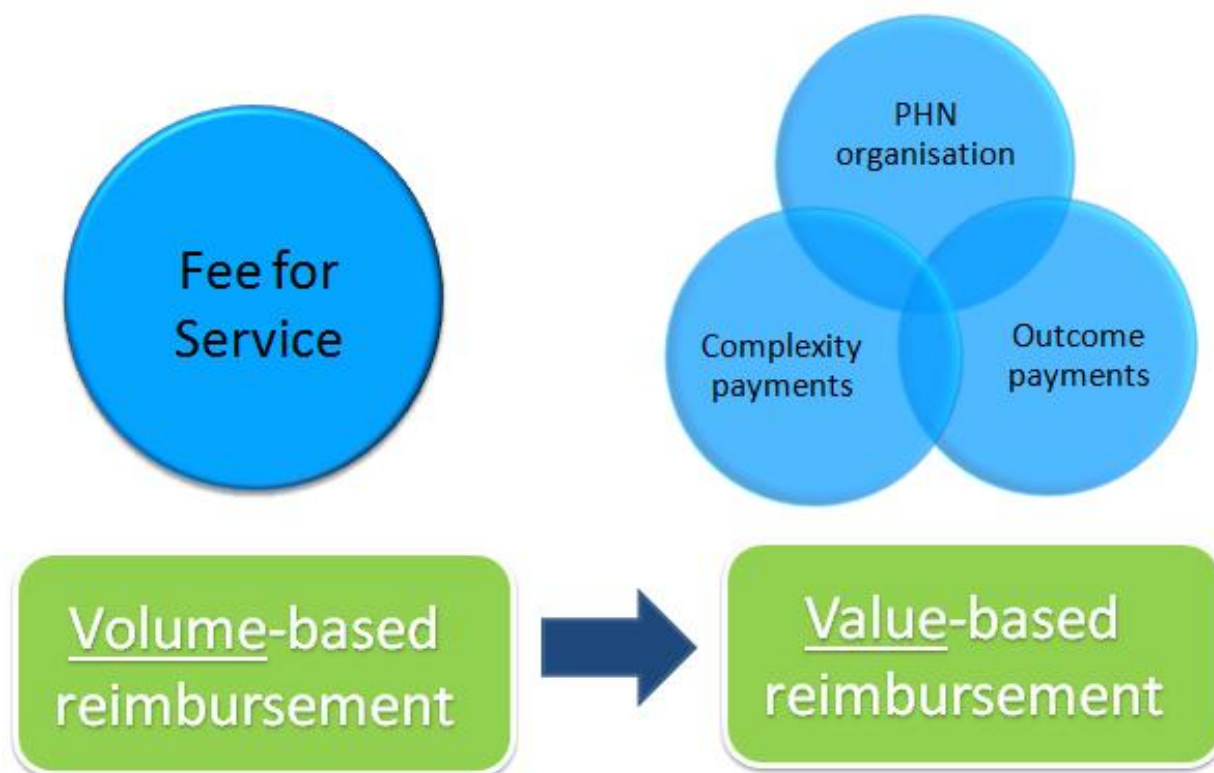 Fee for
Service
PHN
organisation
Complexity
payments
Outcome
payments
Volume-based
reimbursement
Value-based
reimbursement